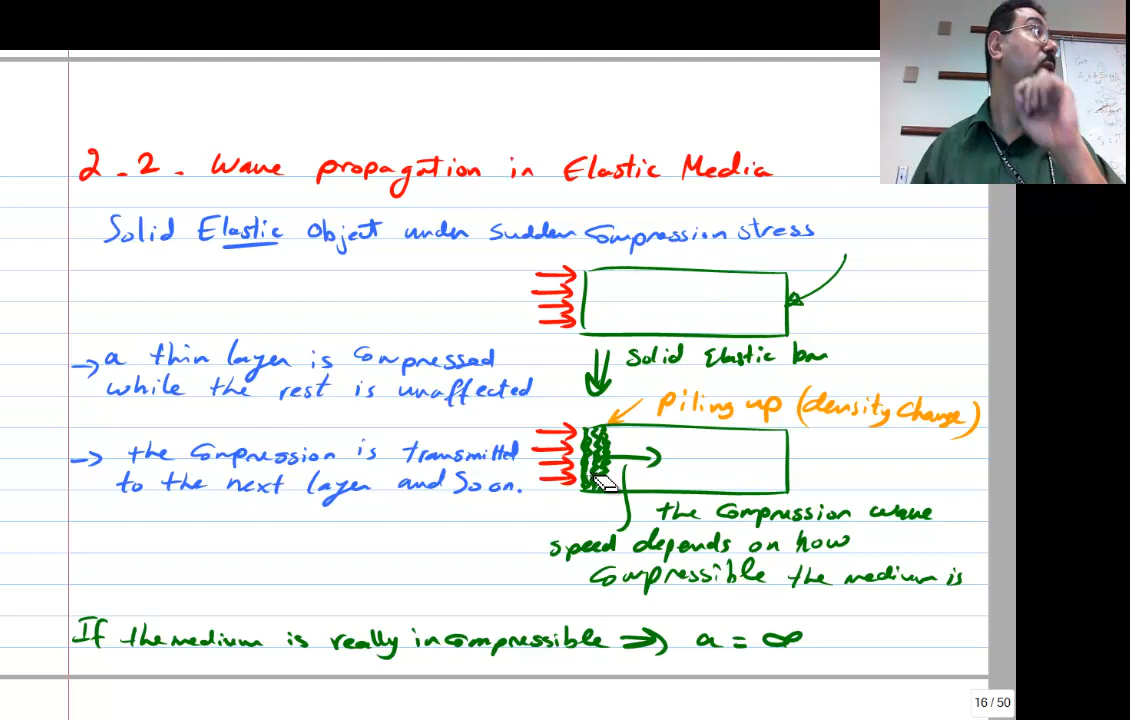 2.2. Wave propagation in Elastic Media
Solid Elastic Object under sudden Compression stress
Solid Elastic bar
→ a thin layer is Compressed
while the rest is unaffected
Piling up (density Change)
→ the Compression is transmitted
to the next layer and so on.
the Compression wave
speed depends on how
Compressible the medium is
If the medium is really incompressible ⇒ a = ∞
16 / 50